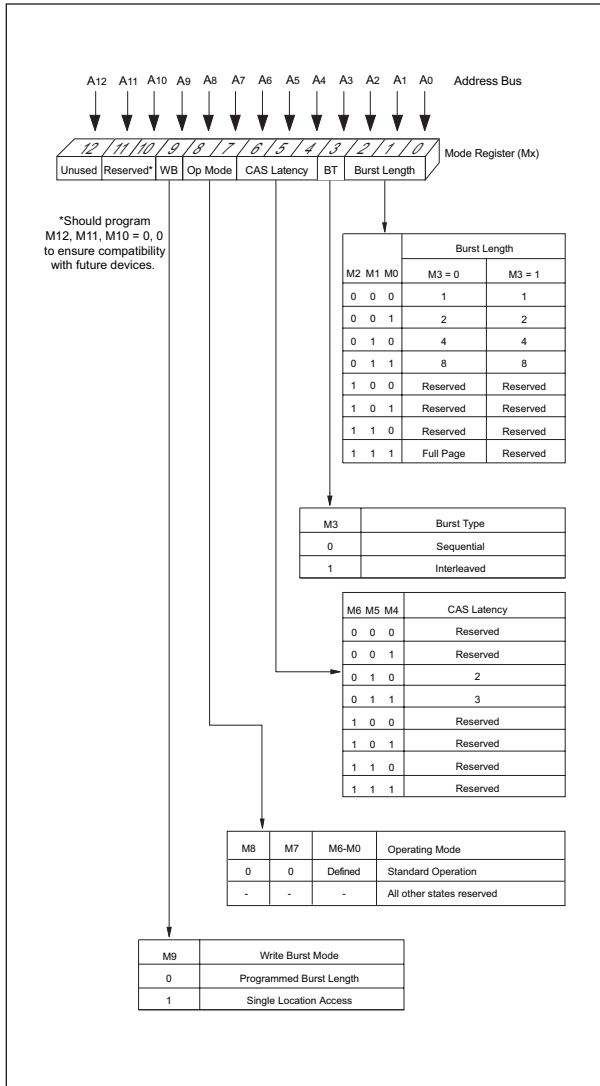 A12 A11 A10 A9 A8 A7 A6 A5 A4 A3 A2 A1 A0 Address Bus
12 11 10 9 8 7 6 5 4 3 2 1 0 Mode Register (Mx)
Unused Reserved* WB Op Mode CAS Latency BT Burst Length
*Should program
M12, M11, M10 = 0, 0
to ensure compatibility
with future devices.
Burst Length
M2 M1 M0 M3 = 0 M3 = 1
0 0 0 1 1
0 0 1 2 2
0 1 0 4 4
0 1 1 8 8
1 0 0 Reserved Reserved
1 0 1 Reserved Reserved
1 1 0 Reserved Reserved
1 1 1 Full Page Reserved
M3 Burst Type
0 Sequential
1 Interleaved
M6 M5 M4 CAS Latency
0 0 0 Reserved
0 0 1 Reserved
0 1 0 2
0 1 1 3
1 0 0 Reserved
1 0 1 Reserved
1 1 0 Reserved
1 1 1 Reserved
M8 M7 M6-M0 Operating Mode
0 0 Defined Standard Operation
- - - All other states reserved
M9 Write Burst Mode
0 Programmed Burst Length
1 Single Location Access